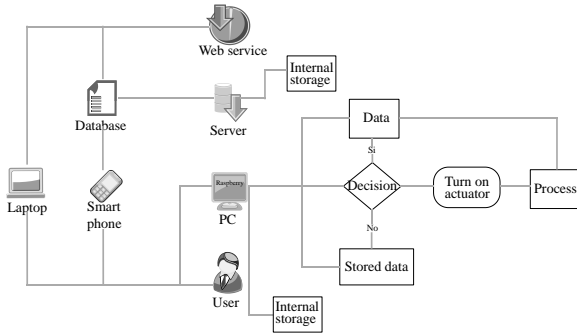 Web service
Internal
storage
Database
Server
Data
Si
Raspberry
Decision
Turn on
actuator
Process
Laptop
Smart
phone
PC
No
Stored data
User
Internal
storage